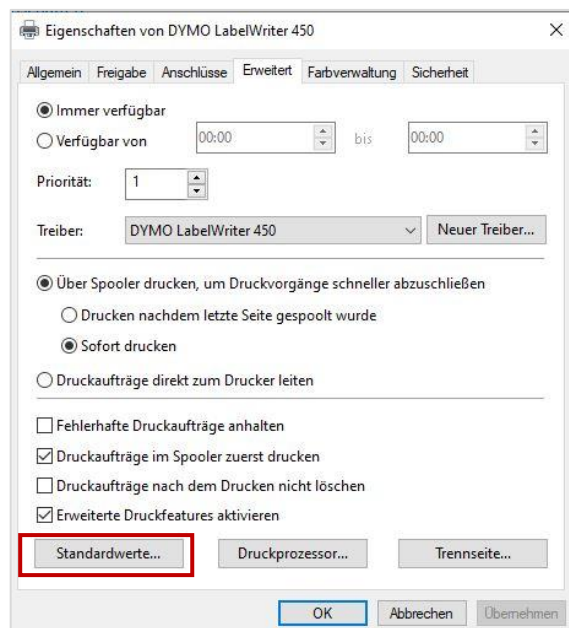 Eigenschaften von DYMO LabelWriter 450
Allgemein Freigabe Anschlüsse Erweitert Farbverwaltung Sicherheit
Immer verfügbar
Verfügbar von 00:00 bis 00:00
Priorität: 1
Treiber: DYMO LabelWriter 450 Neuer Treiber...
Über Spooler drucken, um Druckvorgänge schneller abzuschließen
Drucken nachdem letzte Seite gespoolt wurde
Sofort drucken
Druckaufträge direkt zum Drucker leiten
Fehlerhafte Druckaufträge anhalten
Druckaufträge im Spooler zuerst drucken
Druckaufträge nach dem Drucken nicht löschen
Erweiterte Druckfeatures aktivieren
Standardwerte... Druckprozessor... Trennseite...
OK Abbrechen Übernehmen